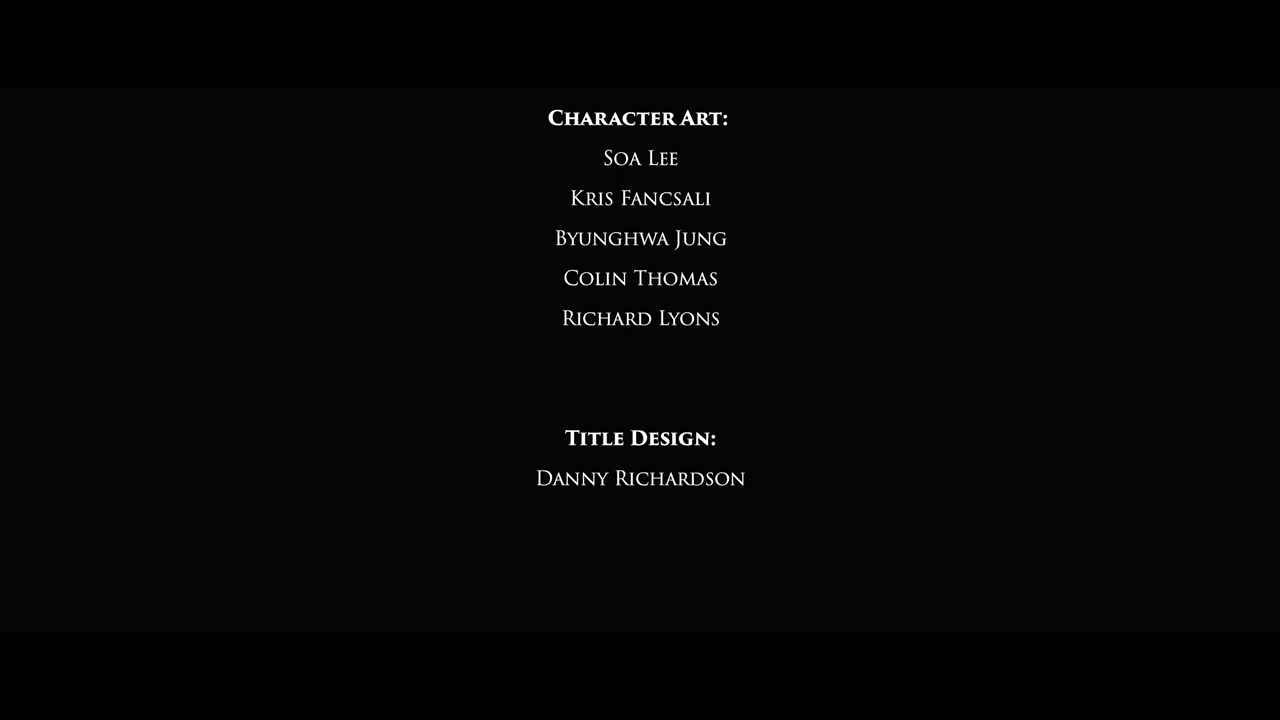 Character Art:
Soa Lee
Kris Fancsali
Byunghwa Jung
Colin Thomas
Richard Lyons
Title Design:
Danny Richardson